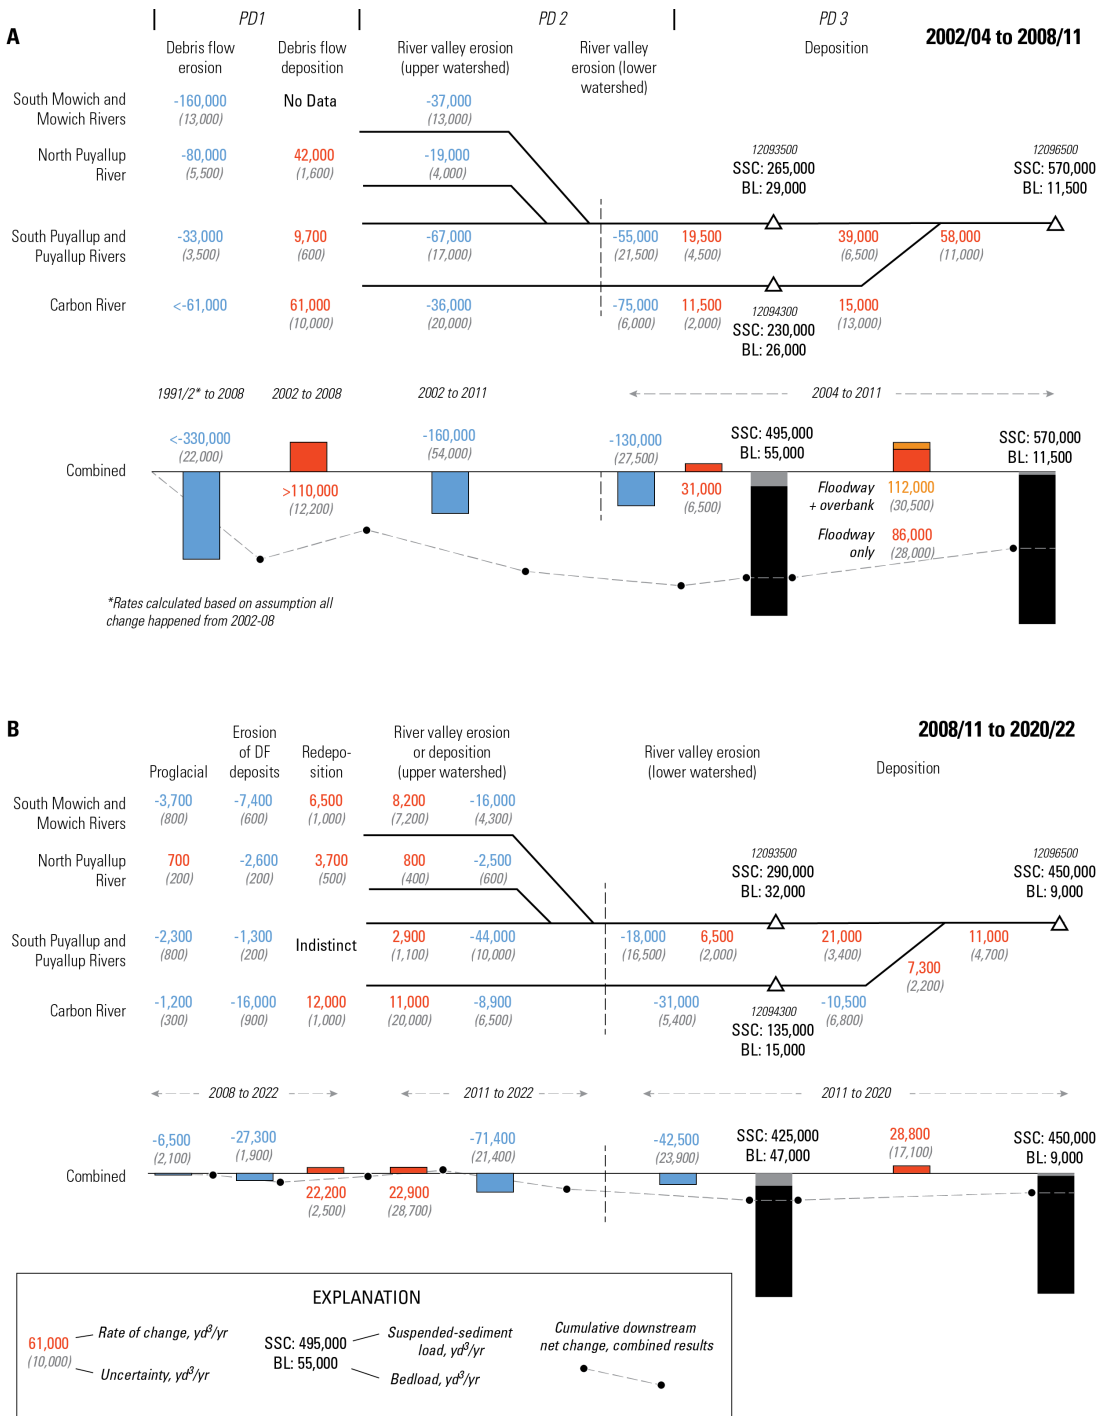 PD1
PD 2
PD 3
A
2002/04 to 2008/11
Debris flow
erosion
Debris flow
deposition
River valley erosion
(upper watershed)
River valley
erosion (lower
watershed)
Deposition
South Mowich and
Mowich Rivers
-160,000
(13,000)
No Data
-37,000
(13,000)
North Puyallup
River
-80,000
(5,500)
42,000
(1,600)
-19,000
(4,000)
12093500
SSC: 265,000
BL: 29,000
12096500
SSC: 570,000
BL: 11,500
South Puyallup and
Puyallup Rivers
-33,000
(3,500)
9,700
(600)
-67,000
(17,000)
-55,000
(21,500)
19,500
(4,500)
39,000
(6,500)
58,000
(11,000)
Carbon River
<-61,000
61,000
(10,000)
-36,000
(20,000)
-75,000
(6,000)
11,500
(2,000)
12094300
SSC: 230,000
BL: 26,000
15,000
(13,000)
1991/2* to 2008
2002 to 2008
2002 to 2011
2004 to 2011
Combined
<-330,000
(22,000)
>110,000
(12,200)
-160,000
(54,000)
-130,000
(27,500)
31,000
(6,500)
SSC: 495,000
BL: 55,000
Floodway
+ overbank
112,000
(30,500)
Floodway
only
86,000
(28,000)
SSC: 570,000
BL: 11,500
*Rates calculated based on assumption all
change happened from 2002-08
B
2008/11 to 2020/22
Proglacial
Erosion
of DF
deposits
Redepo-
sition
River valley erosion
or deposition
(upper watershed)
River valley erosion
(lower watershed)
Deposition
South Mowich and
Mowich Rivers
-3,700
(800)
-7,400
(600)
6,500
(1,000)
8,200
(7,200)
-16,000
(4,300)
North Puyallup
River
700
(200)
-2,600
(200)
3,700
(500)
800
(400)
-2,500
(600)
12093500
SSC: 290,000
BL: 32,000
12096500
SSC: 450,000
BL: 9,000
South Puyallup and
Puyallup Rivers
-2,300
(800)
-1,300
(200)
Indistinct
2,900
(1,100)
-44,000
(10,000)
-18,000
(16,500)
6,500
(2,000)
21,000
(3,400)
7,300
(2,200)
11,000
(4,700)
Carbon River
-1,200
(300)
-16,000
(900)
12,000
(1,000)
11,000
(20,000)
-8,900
(6,500)
-31,000
(5,400)
12094300
SSC: 135,000
BL: 15,000
-10,500
(6,800)
2008 to 2022
2011 to 2022
2011 to 2020
Combined
-6,500
(2,100)
-27,300
(1,900)
22,200
(2,500)
22,900
(28,700)
-71,400
(21,400)
-42,500
(23,900)
SSC: 425,000
BL: 47,000
28,800
(17,100)
SSC: 450,000
BL: 9,000
EXPLANATION
61,000
(10,000)
Rate of change, yd³/yr
Uncertainty, yd³/yr
SSC: 495,000
BL: 55,000
Suspended-sediment
load, yd³/yr
Bedload, yd³/yr
Cumulative downstream
net change, combined results